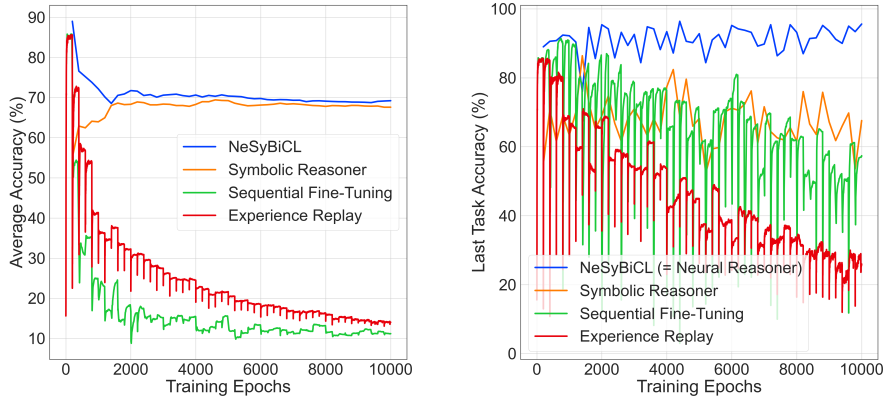 90
80
70
60
50
40
30
20
10
Average Accuracy (%)
NeSyBiCL
Symbolic Reasoner
Sequential Fine-Tuning
Experience Replay
0 2000 4000 6000 8000 10000
Training Epochs
100
80
60
40
20
0
Last Task Accuracy (%)
NeSyBiCL (= Neural Reasoner)
Symbolic Reasoner
Sequential Fine-Tuning
Experience Replay
0 2000 4000 6000 8000 10000
Training Epochs